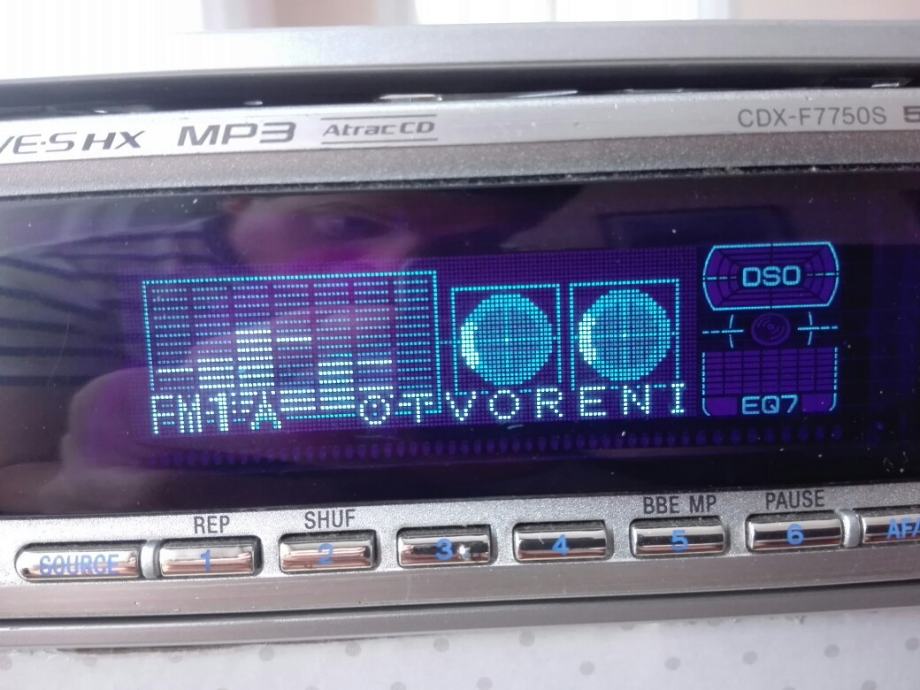 VE·S HX MP3 Atrac CD CDX-F7750S
DSO
FM1-A OTVORENI
EQ7
REP SHUF BBE MP PAUSE
SOURCE 1 2 3 4 5 6 AF/